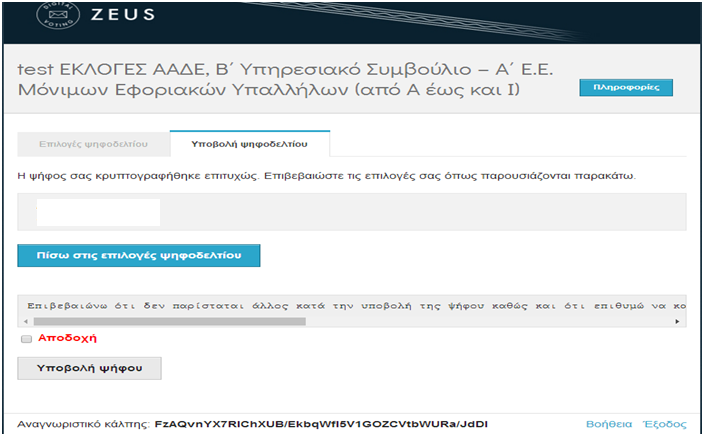 DIGITAL VOTING
ZEUS
test ΕΚΛΟΓΕΣ ΑΑΔΕ, Β΄ Υπηρεσιακό Συμβούλιο – Α΄ Ε.Ε.
Μόνιμων Εφοριακών Υπαλλήλων (από Α έως και Ι)
Πληροφορίες
Επιλογές ψηφοδελτίου
Υποβολή ψηφοδελτίου
Η ψήφος σας κρυπτογραφήθηκε επιτυχώς. Επιβεβαιώστε τις επιλογές σας όπως παρουσιάζονται παρακάτω.
Πίσω στις επιλογές ψηφοδελτίου
Επιβεβαιώνω ότι δεν παρίσταται άλλος κατά την υποβολή της ψήφου καθώς και ότι επιθυμώ να
Αποδοχή
Υποβολή ψήφου
Αναγνωριστικό κάλπης: FzAQvnYX7RIChXUB/EkbqWfI5V1GOZCVtbWURa/JdDI
Βοήθεια Έξοδος